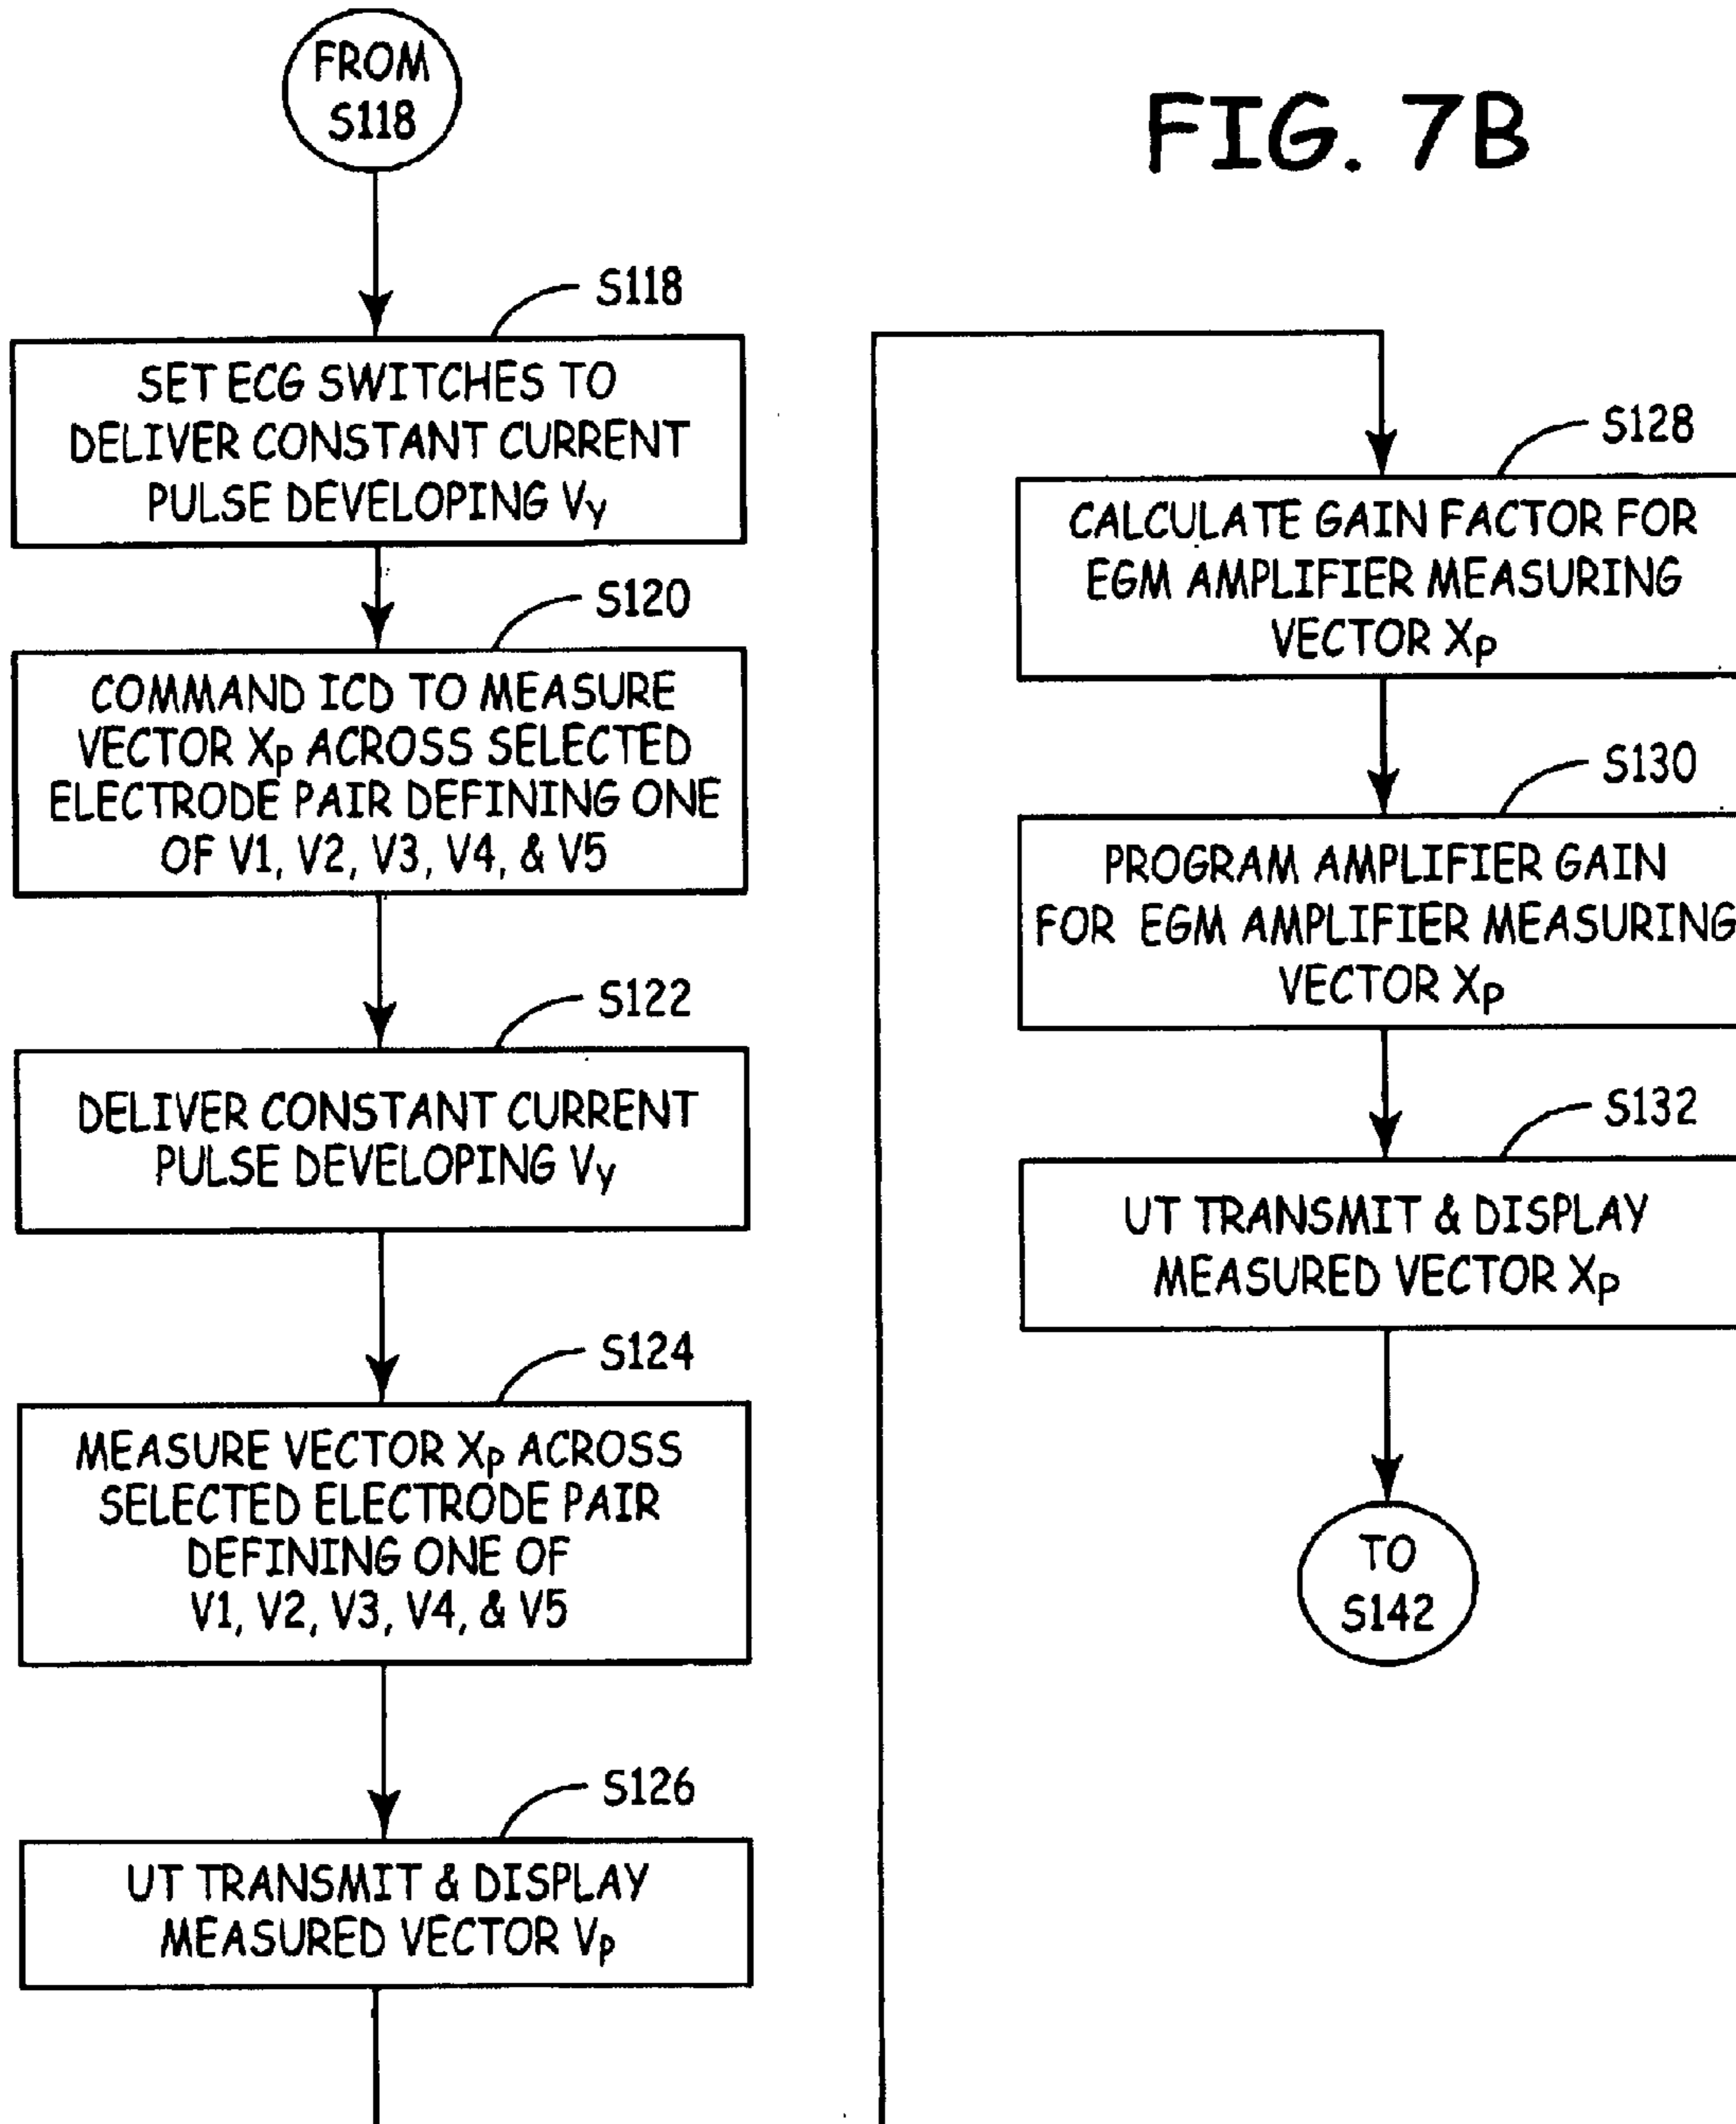 FROM
S118
FIG. 7B
S118
SET ECG SWITCHES TO
DELIVER CONSTANT CURRENT
PULSE DEVELOPING Vy
S120
COMMAND ICD TO MEASURE
VECTOR Xp ACROSS SELECTED
ELECTRODE PAIR DEFINING ONE
OF V1, V2, V3, V4, & V5
S122
DELIVER CONSTANT CURRENT
PULSE DEVELOPING Vy
S124
MEASURE VECTOR Xp ACROSS
SELECTED ELECTRODE PAIR
DEFINING ONE OF
V1, V2, V3, V4, & V5
S126
UT TRANSMIT & DISPLAY
MEASURED VECTOR Vp
S128
CALCULATE GAIN FACTOR FOR
EGM AMPLIFIER MEASURING
VECTOR Xp
S130
PROGRAM AMPLIFIER GAIN
FOR EGM AMPLIFIER MEASURING
VECTOR Xp
S132
UT TRANSMIT & DISPLAY
MEASURED VECTOR Xp
TO
S142